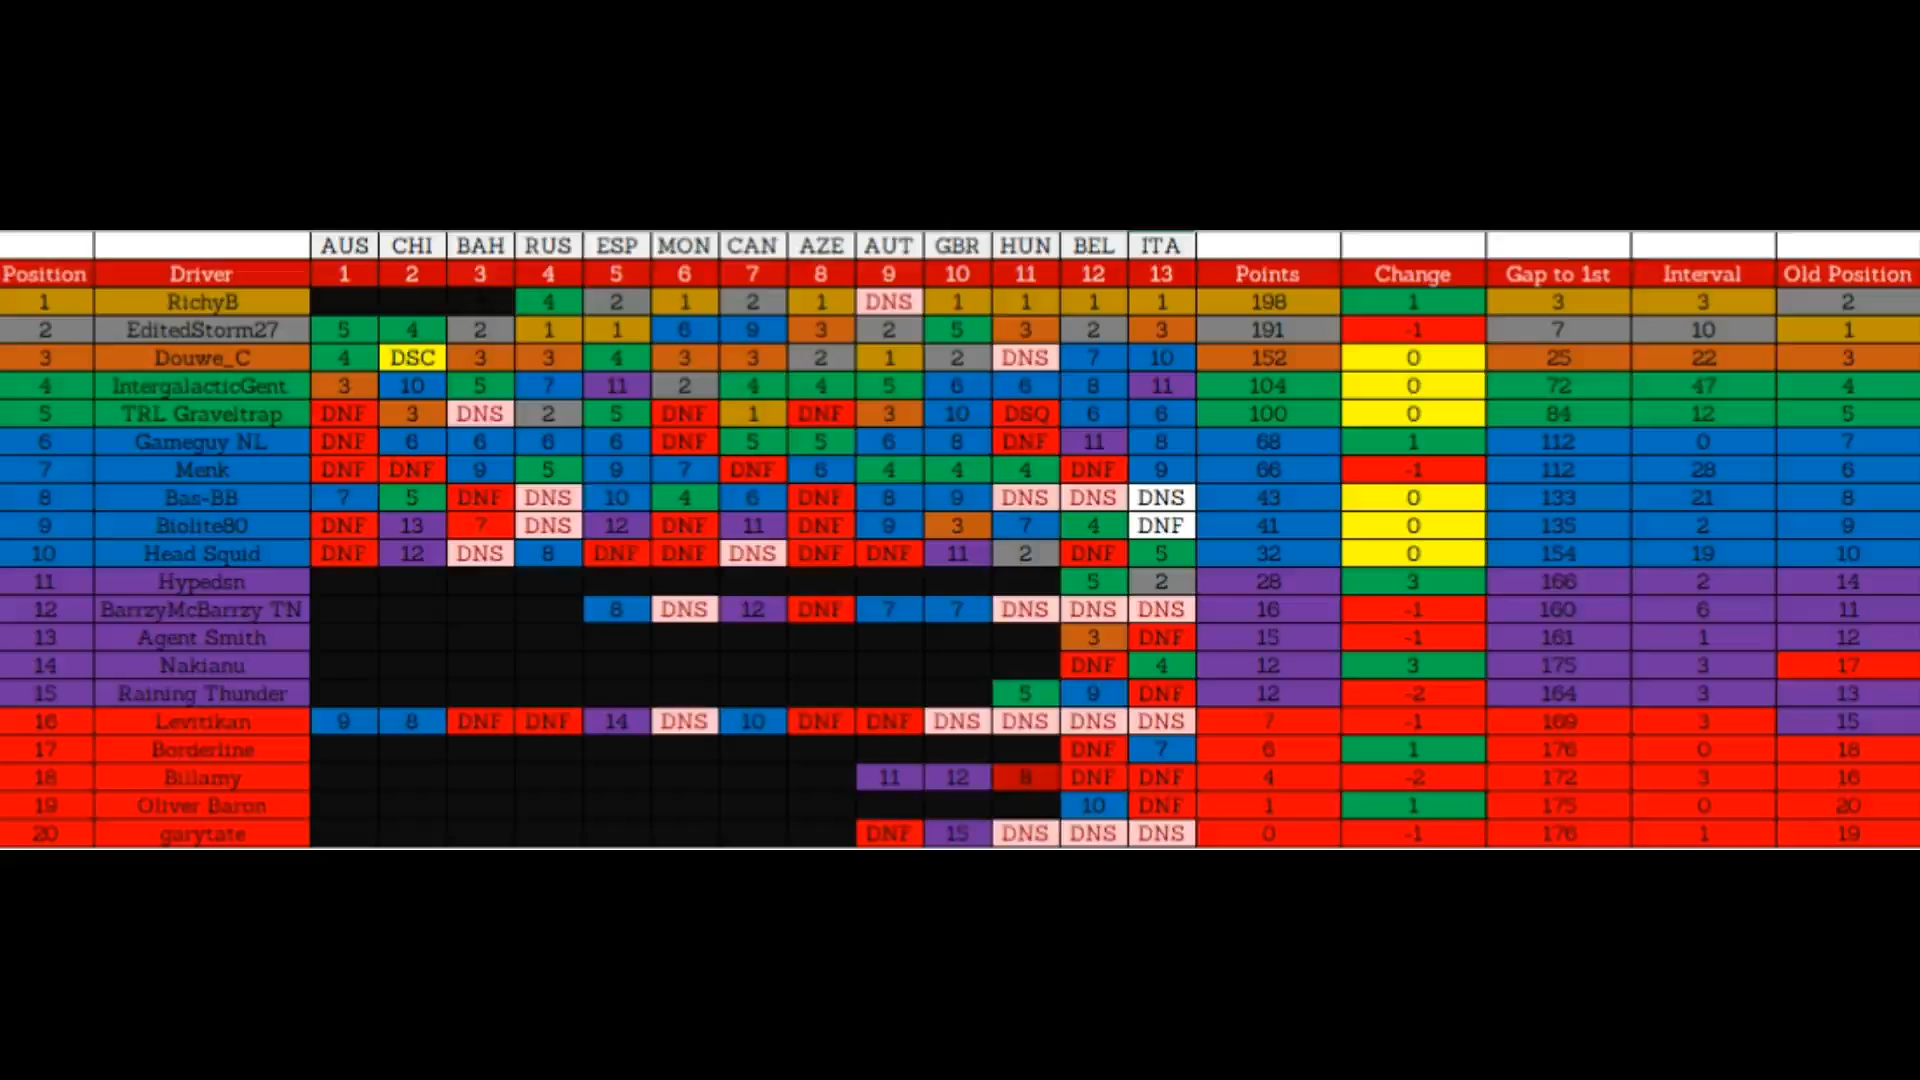 AUS CHI BAH RUS ESP MON CAN AZE AUT GBR HUN BEL ITA
Position Driver 1 2 3 4 5 6 7 8 9 10 11 12 13 Points Change Gap to 1st Interval Old Position
1 RichyB 4 2 1 2 1 DNS 1 1 1 1 198 1 3 3 2
2 EditedStorm27 5 4 2 1 1 6 9 3 2 5 3 2 3 191 -1 7 10 1
3 Douwe_C 4 DSC 3 3 4 3 3 2 1 2 DNS 7 10 152 0 25 22 3
4 IntergalacticGent 3 10 5 7 11 2 4 4 5 6 6 8 11 104 0 72 47 4
5 TRL Graveltrap DNF 3 DNS 2 5 DNF 1 DNF 3 10 DSQ 6 6 100 0 84 12 5
6 Gameguy NL DNF 6 6 6 6 DNF 5 5 6 8 DNF 11 8 68 1 112 0 7
7 Menk DNF DNF 9 5 9 7 DNF 6 4 4 4 DNF 9 66 -1 112 28 6
8 Bas-BB 7 5 DNF DNS 10 4 6 DNF 8 9 DNS DNS DNS 43 0 133 21 8
9 Biolite80 DNF 13 7 DNS 12 DNF 11 DNF 9 3 7 4 DNF 41 0 135 2 9
10 Head Squid DNF 12 DNS 8 DNF DNF DNS DNF DNF 11 2 DNF 5 32 0 154 19 10
11 Hypedsn 5 2 28 3 166 2 14
12 BarrzyMcBarrzy TN 8 DNS 12 DNF 7 7 DNS DNS DNS 16 -1 160 6 11
13 Agent Smith 3 DNF 15 -1 161 1 12
14 Nakianu DNF 4 12 3 175 3 17
15 Raining Thunder 5 9 DNF 12 -2 164 3 13
16 Levitikan 9 8 DNF DNF 14 DNS 10 DNF DNF DNS DNS DNS DNS 7 -1 169 3 15
17 Borderline DNF 7 6 1 176 0 18
18 Billamy 11 12 8 DNF DNF 4 -2 172 3 16
19 Oliver Baron 10 DNF 1 1 175 0 20
20 garytate DNF 15 DNS DNS DNS 0 -1 176 1 19